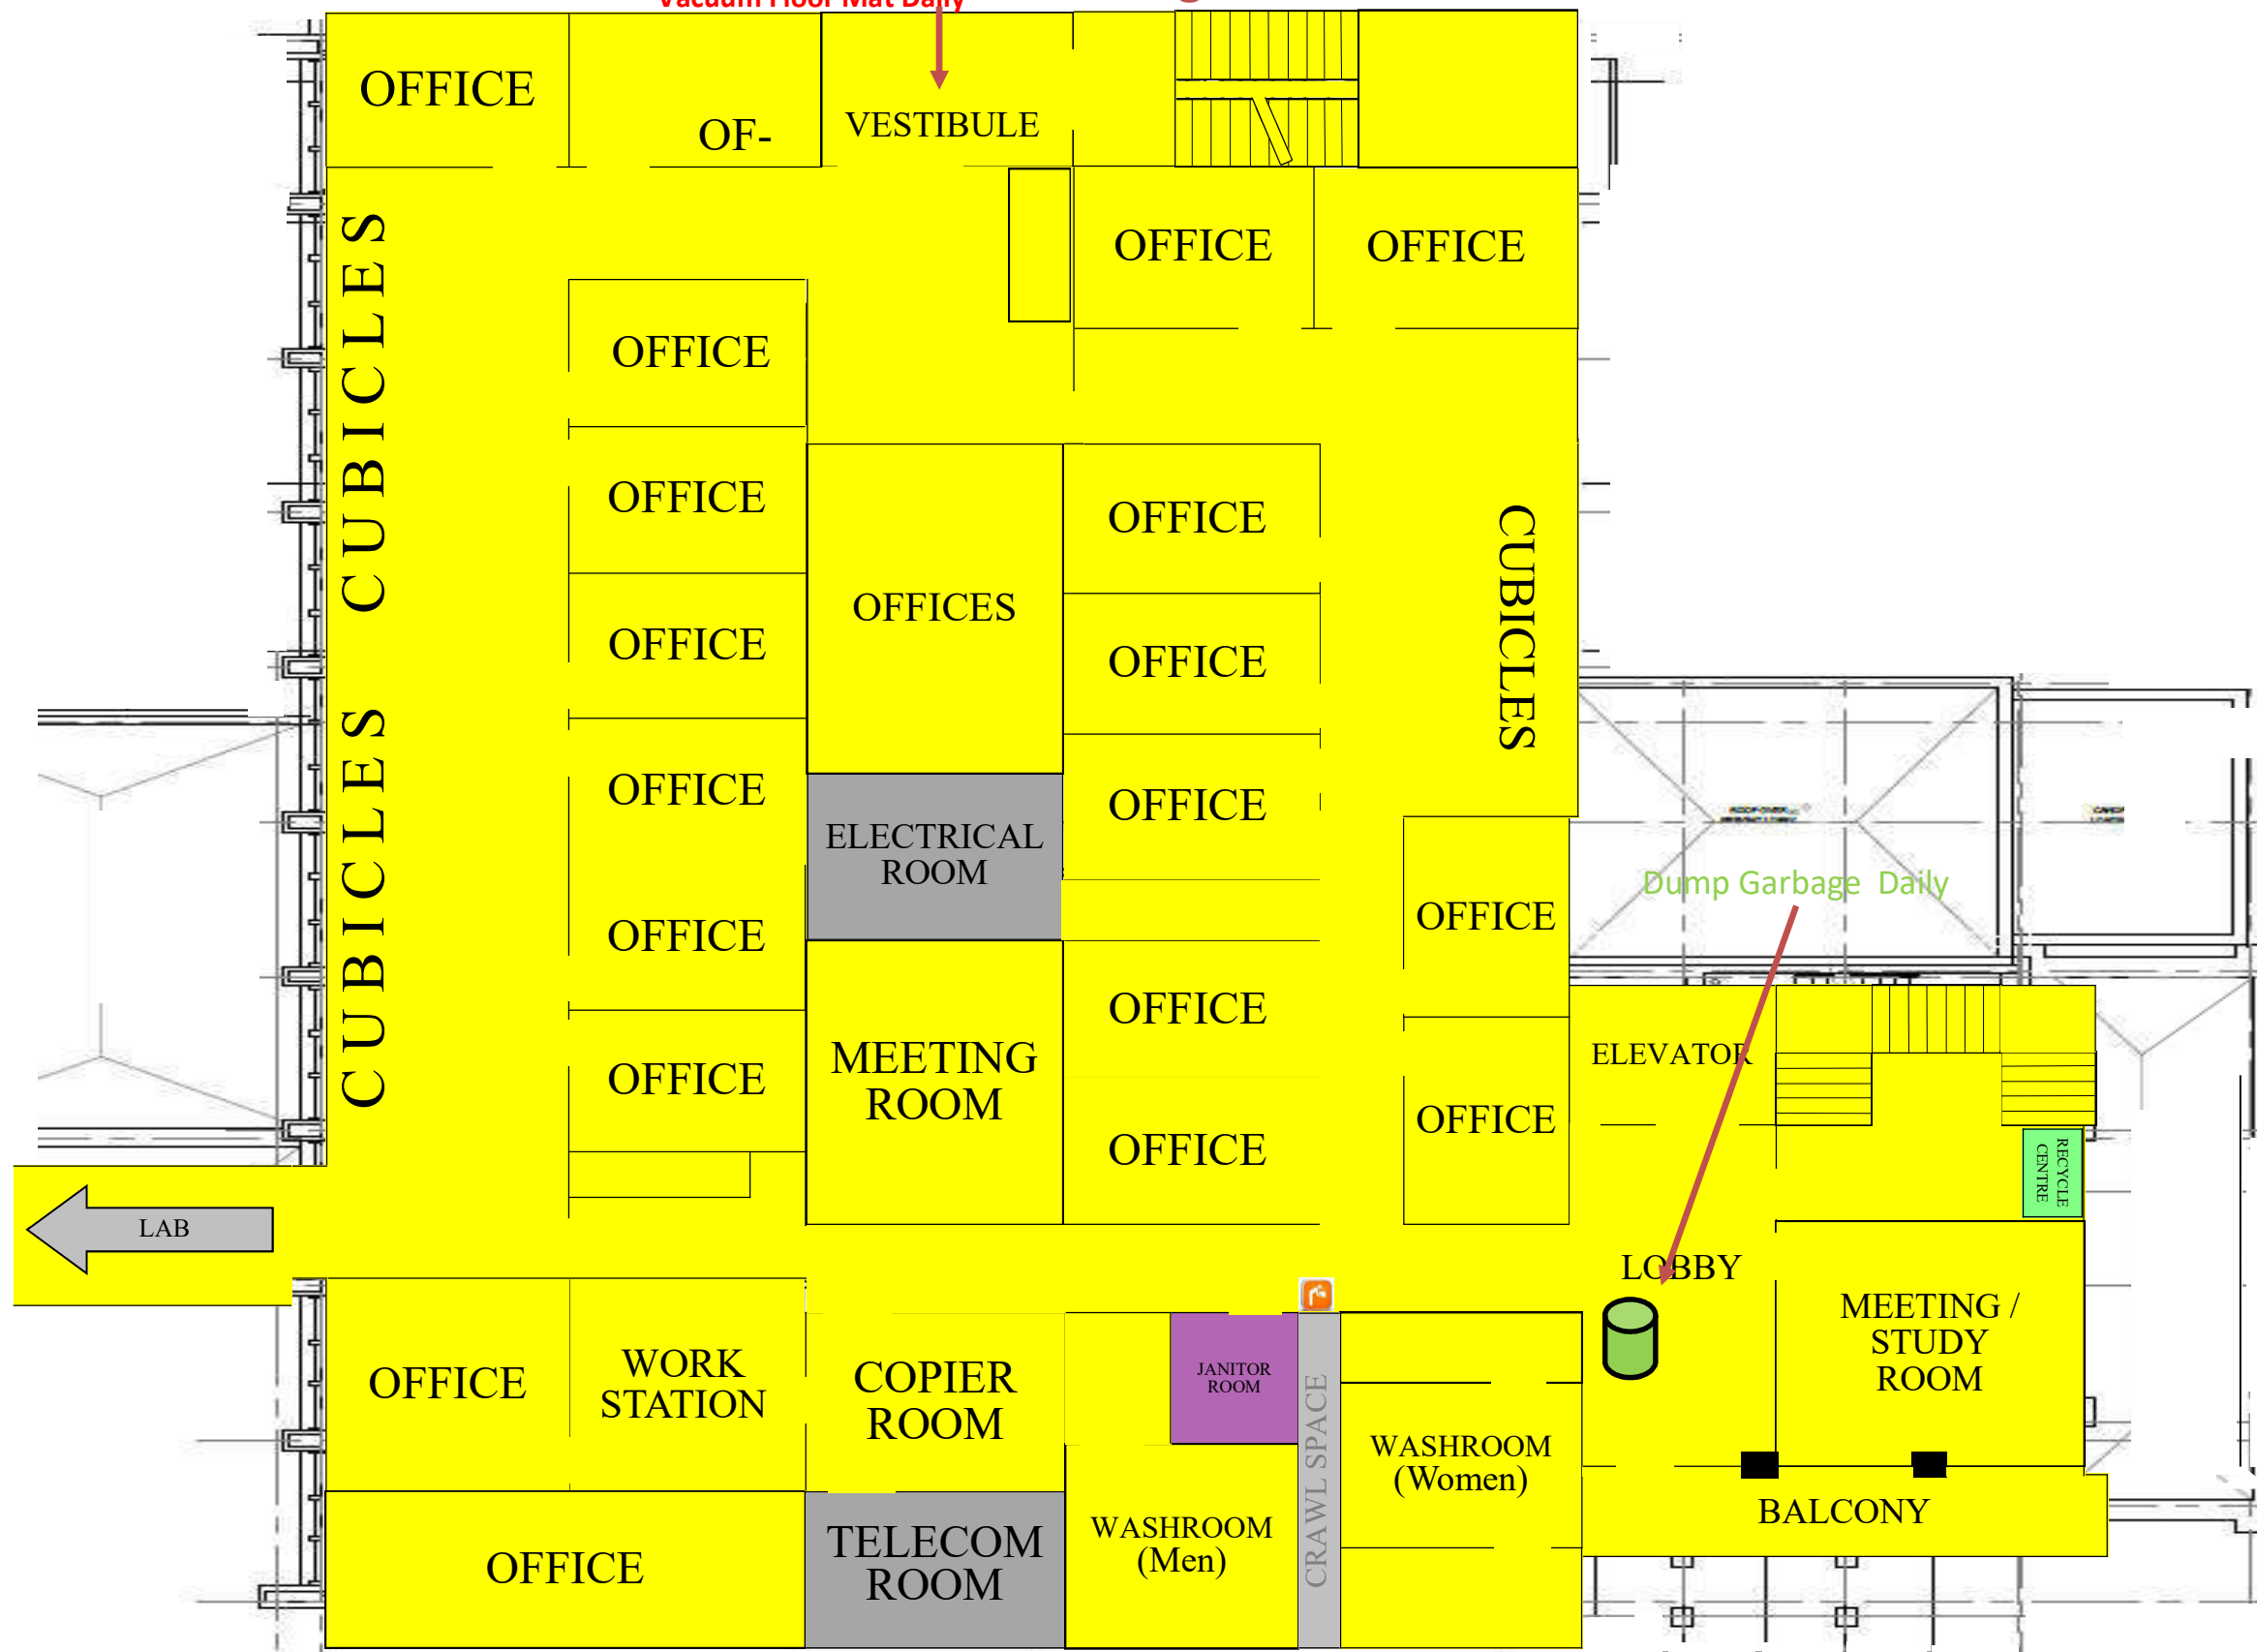 Vacuum Floor Mat Daily
OFFICE
OF-
VESTIBULE
OFFICE
OFFICE
CUBICLES
CUBICLES
OFFICE
OFFICE
OFFICE
OFFICE
OFFICE
OFFICE
OFFICES
ELECTRICAL
ROOM
MEETING
ROOM
OFFICE
OFFICE
OFFICE
OFFICE
OFFICE
CUBICLES
OFFICE
OFFICE
Dump Garbage  Daily
ELEVATOR
RECYCLE
CENTRE
LAB
LOBBY
MEETING /
STUDY
ROOM
OFFICE
WORK
STATION
COPIER
ROOM
JANITOR
ROOM
CRAWL SPACE
WASHROOM
(Women)
BALCONY
OFFICE
TELECOM
ROOM
WASHROOM
(Men)